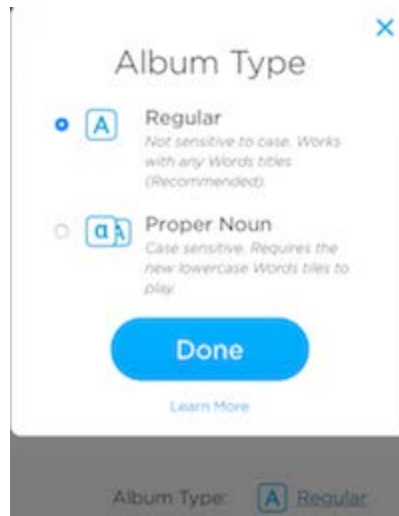 Album Type
Regular
Not sensitive to case. Works
with any Words titles
(Recommended).
Proper Noun
Case sensitive. Requires the
new lowercase Words tiles to
play.
Done
Learn More
Album Type: A Regular